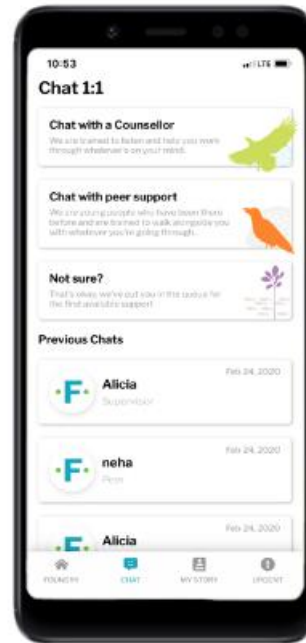 10:53
LTE
Chat 1:1
Chat with a Counsellor
We are trained to listen and help you work
through whatever's on your mind.
Chat with peer support
We are young people who have been there
before and are trained to walk alongside you
with whatever you're going through.
Not sure?
That's okay, we've put you in the queue for
the first available support
Previous Chats
Feb 24, 2020
F
Alicia
Supervisor
Feb 24, 2020
F
neha
Peer
Feb 24, 2020
F
Alicia
FOUNDRY
CHAT
MY STORY
URGENT